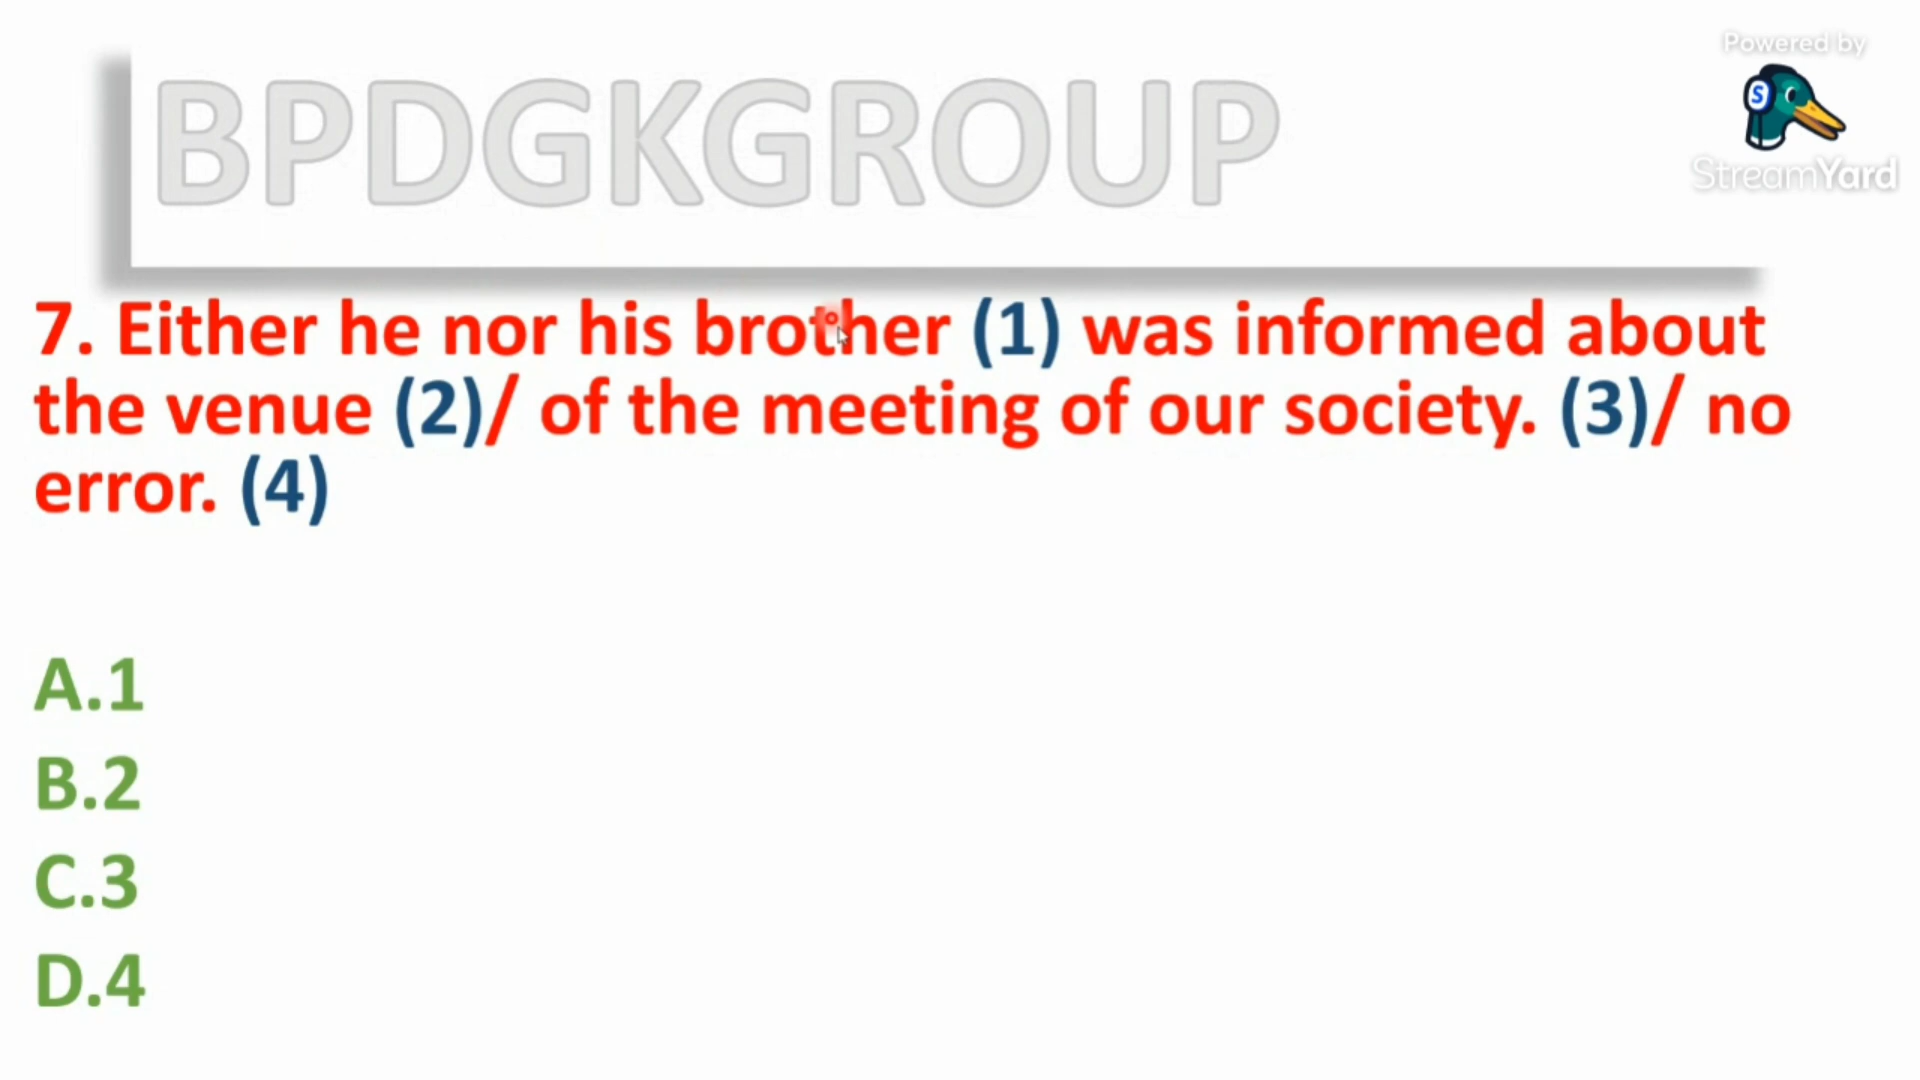 Powered by
BPDGKGROUP
S
StreamYard
7. Either he nor his brother (1) was informed about
the venue (2)/ of the meeting of our society. (3)/ no
error. (4)
A.1
B.2
C.3
D.4